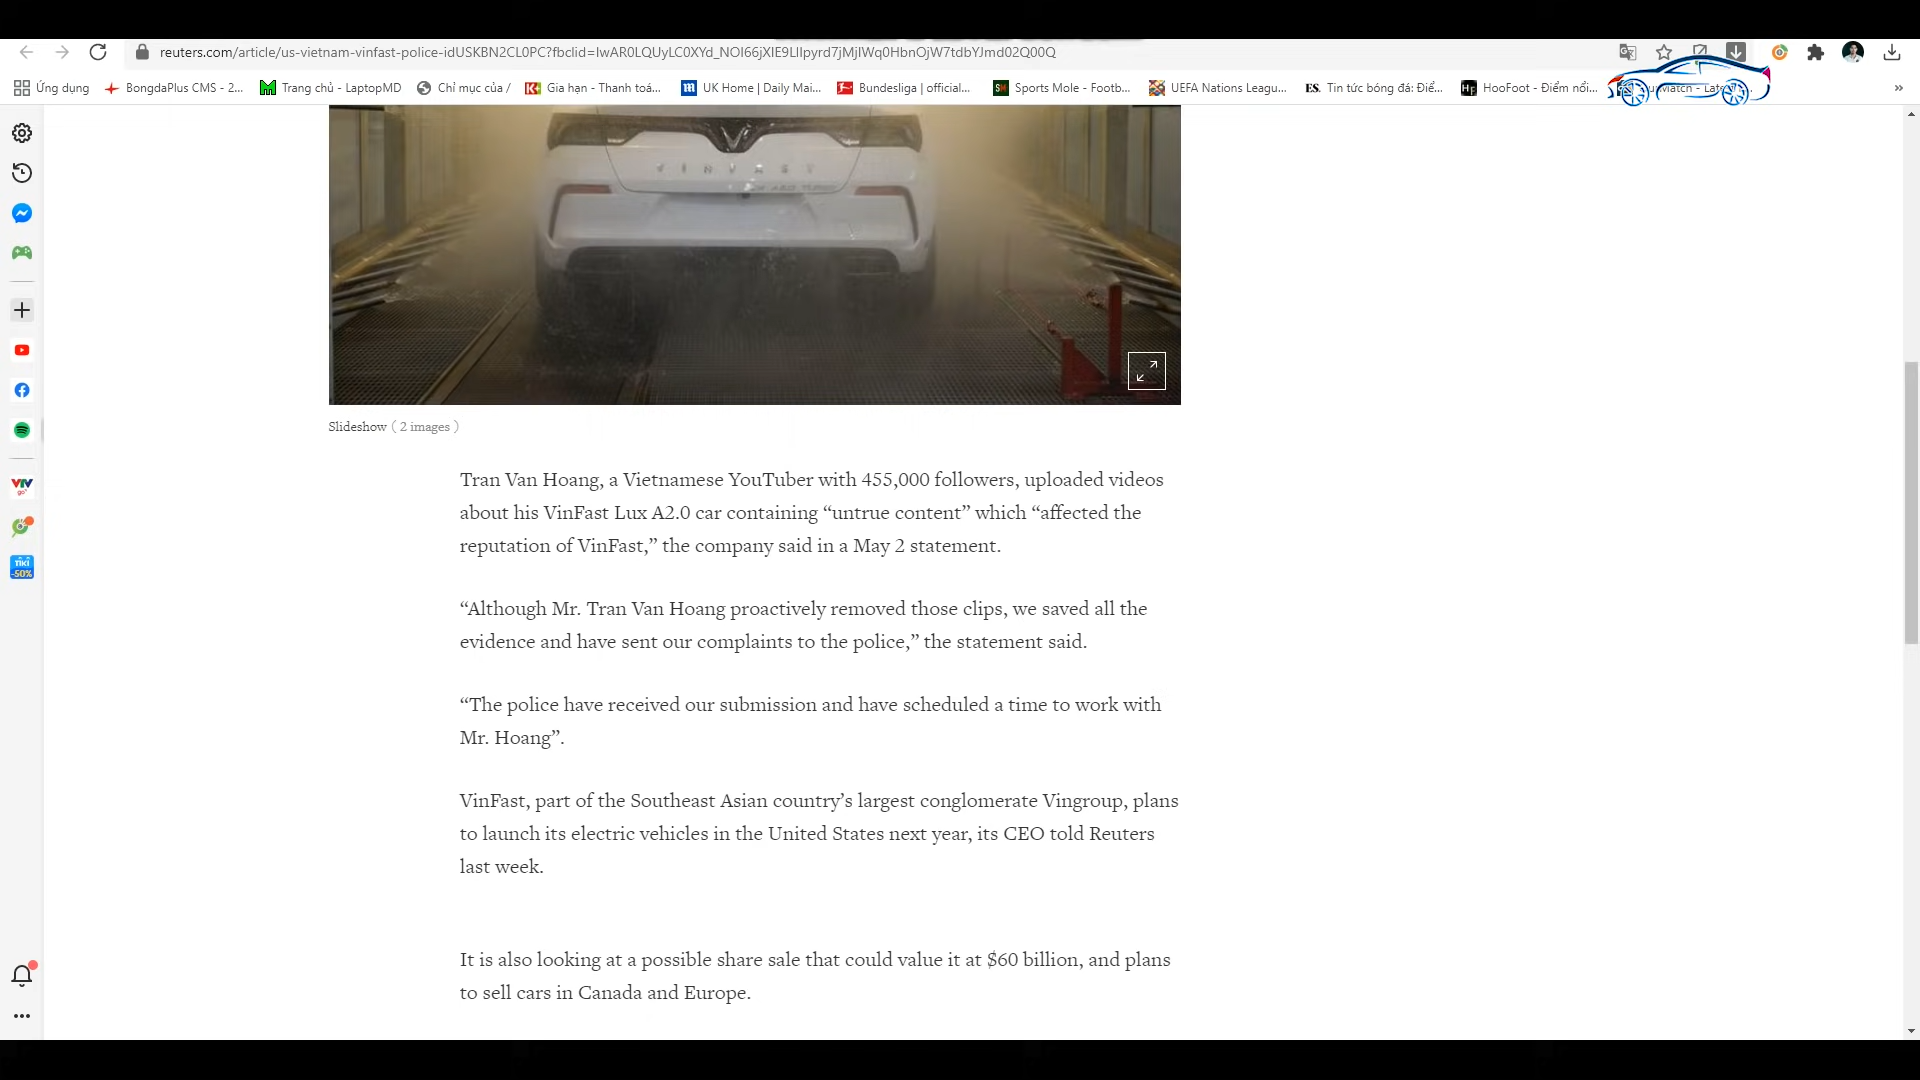 reuters.com/article/us-vietnam-vinfast-police-idUSKBN2CL0PC?fbclid=IwAR0LQUyLC0XYd_NOI66jXIE9LIIpyrd7jMjIWq0HbnOjW7tdbYJmd02Q00Q
Ứng dụng BongdaPlus CMS - 2... Trang chủ - LaptopMD Chỉ mục của / Gia hạn - Thanh toá... UK Home | Daily Mai... Bundesliga | official... Sports Mole - Footb... UEFA Nations Leagu... ES. Tin tức bóng đá: Điể... HF HooFoot - Điểm nổi... »
VINFAST
Slideshow ( 2 images )
Tran Van Hoang, a Vietnamese YouTuber with 455,000 followers, uploaded videos
about his VinFast Lux A2.0 car containing “untrue content” which “affected the
reputation of VinFast,” the company said in a May 2 statement.
“Although Mr. Tran Van Hoang proactively removed those clips, we saved all the
evidence and have sent our complaints to the police,” the statement said.
“The police have received our submission and have scheduled a time to work with
Mr. Hoang”.
VinFast, part of the Southeast Asian country’s largest conglomerate Vingroup, plans
to launch its electric vehicles in the United States next year, its CEO told Reuters
last week.
It is also looking at a possible share sale that could value it at $60 billion, and plans
to sell cars in Canada and Europe.
VTV
go
TIKI
-50%